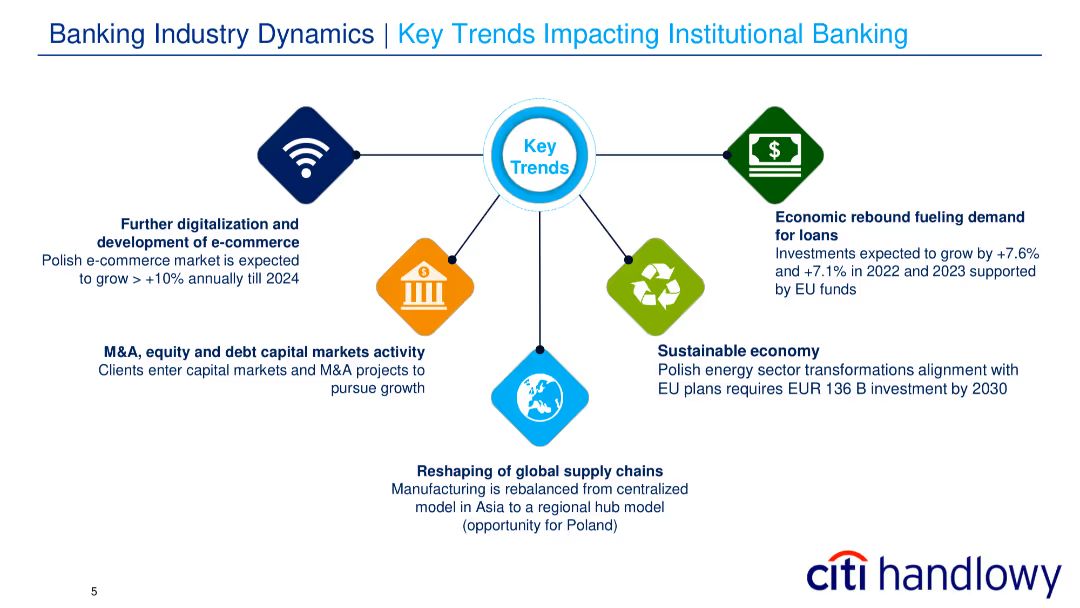 Banking Industry Dynamics | Key Trends Impacting Institutional Banking
Key
Trends
$
Further digitalization and
development of e-commerce
Polish e-commerce market is expected
to grow > +10% annually till 2024
Economic rebound fueling demand
for loans
Investments expected to grow by +7.6%
and +7.1% in 2022 and 2023 supported
by EU funds
$
M&A, equity and debt capital markets activity
Clients enter capital markets and M&A projects to
pursue growth
Sustainable economy
Polish energy sector transformations alignment with
EU plans requires EUR 136 B investment by 2030
Reshaping of global supply chains
Manufacturing is rebalanced from centralized
model in Asia to a regional hub model
(opportunity for Poland)
5
citi handlowy